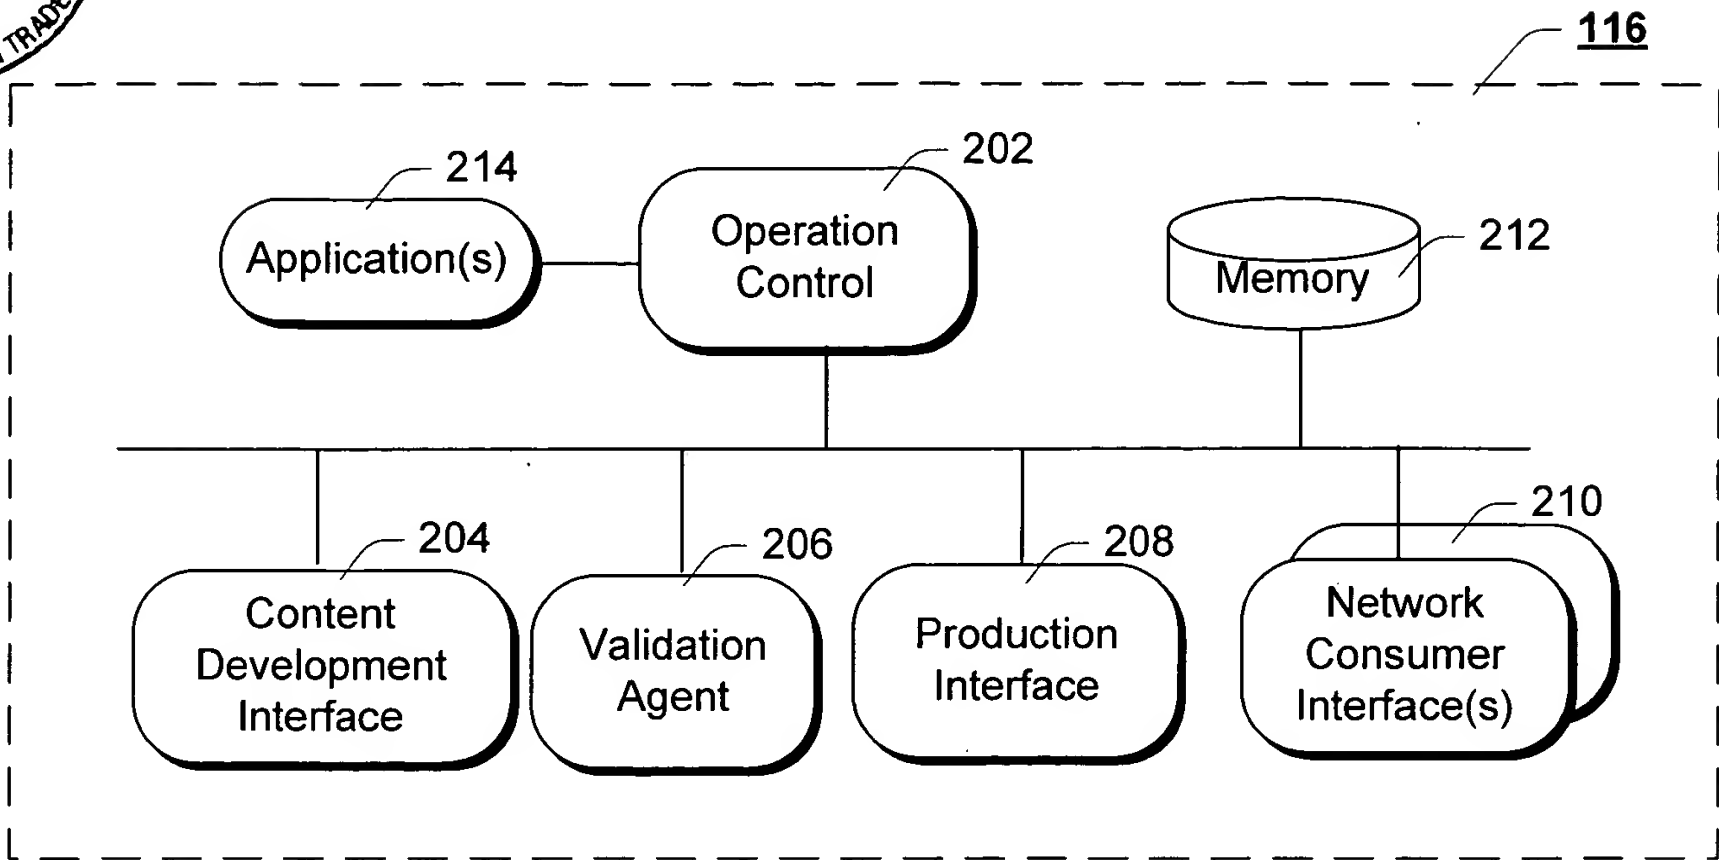 TRADE
116
214
202
Application(s)
Operation
Control
212
Memory
204
206
208
210
Content
Development
Interface
Validation
Agent
Production
Interface
Network
Consumer
Interface(s)